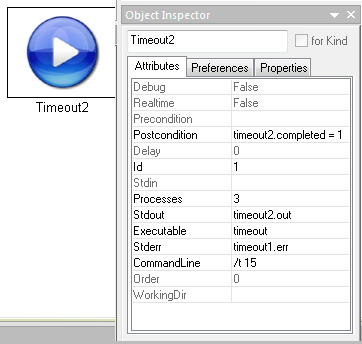 Timeout2
Object Inspector
Timeout2
for Kind
Attributes Preferences Properties
Debug False
Realtime False
Precondition
Postcondition timeout2.completed = 1
Delay 0
Id 1
Stdin
Processes 3
Stdout timeout2.out
Executable timeout
Stderr timeout1.err
CommandLine /t 15
Order 0
WorkingDir